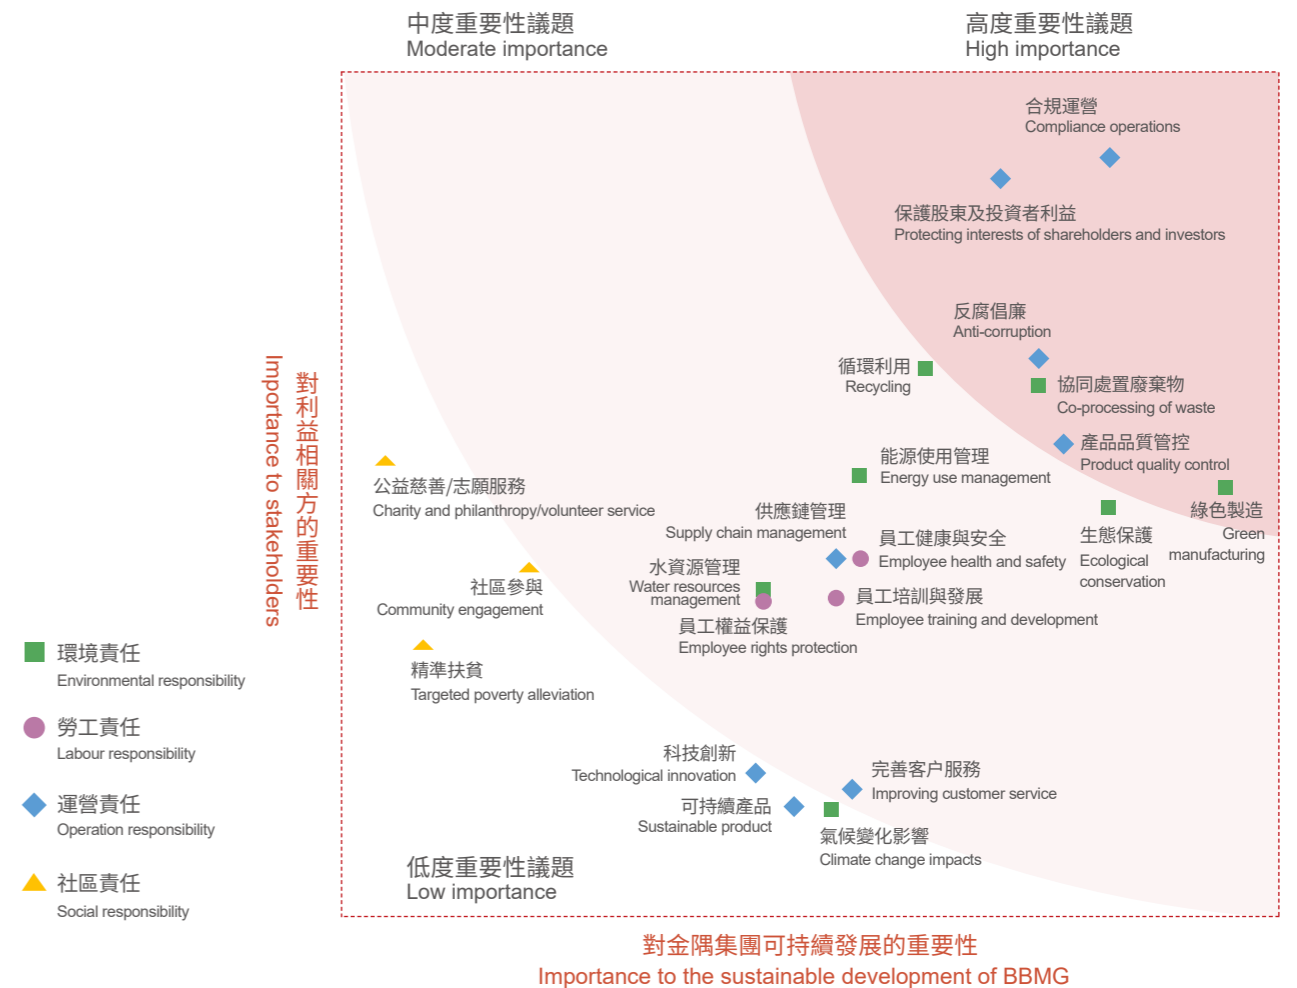 中度重要性議題
Moderate importance
高度重要性議題
High importance
合規運營
Compliance operations
保護股東及投資者利益
Protecting interests of shareholders and investors
反腐倡廉
Anti-corruption
循環利用
Recycling
協同處置廢棄物
Co-processing of waste
產品品質管控
Product quality control
能源使用管理
Energy use management
綠色製造
Green
manufacturing
生態保護
Ecological
conservation
供應鏈管理
Supply chain management
員工健康與安全
Employee health and safety
水資源管理
Water resources
management
員工培訓與發展
Employee training and development
員工權益保護
Employee rights protection
公益慈善/志願服務
Charity and philanthropy/volunteer service
社區參與
Community engagement
精準扶貧
Targeted poverty alleviation
科技創新
Technological innovation
可持續產品
Sustainable product
完善客户服務
Improving customer service
氣候變化影響
Climate change impacts
低度重要性議題
Low importance
對利益相關方的重要性
Importance to stakeholders
環境責任
Environmental responsibility
勞工責任
Labour responsibility
運營責任
Operation responsibility
社區責任
Social responsibility
對金隅集團可持續發展的重要性
Importance to the sustainable development of BBMG